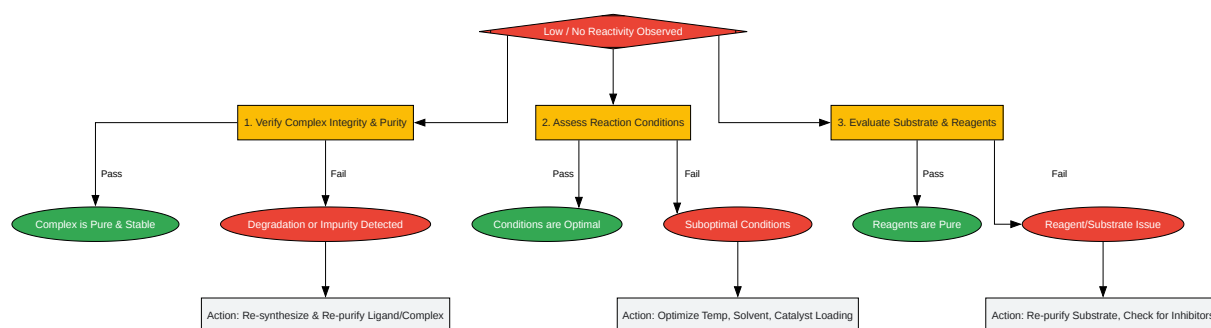 Low / No Reactivity Observed
1. Verify Complex Integrity & Purity
2. Assess Reaction Conditions
3. Evaluate Substrate & Reagents
Pass
Fail
Pass
Fail
Pass
Fail
Complex is Pure & Stable
Degradation or Impurity Detected
Conditions are Optimal
Suboptimal Conditions
Reagents are Pure
Reagent/Substrate Issue
Action: Re-synthesize & Re-purify Ligand/Complex
Action: Optimize Temp, Solvent, Catalyst Loading
Action: Re-purify Substrate, Check for Inhibitors